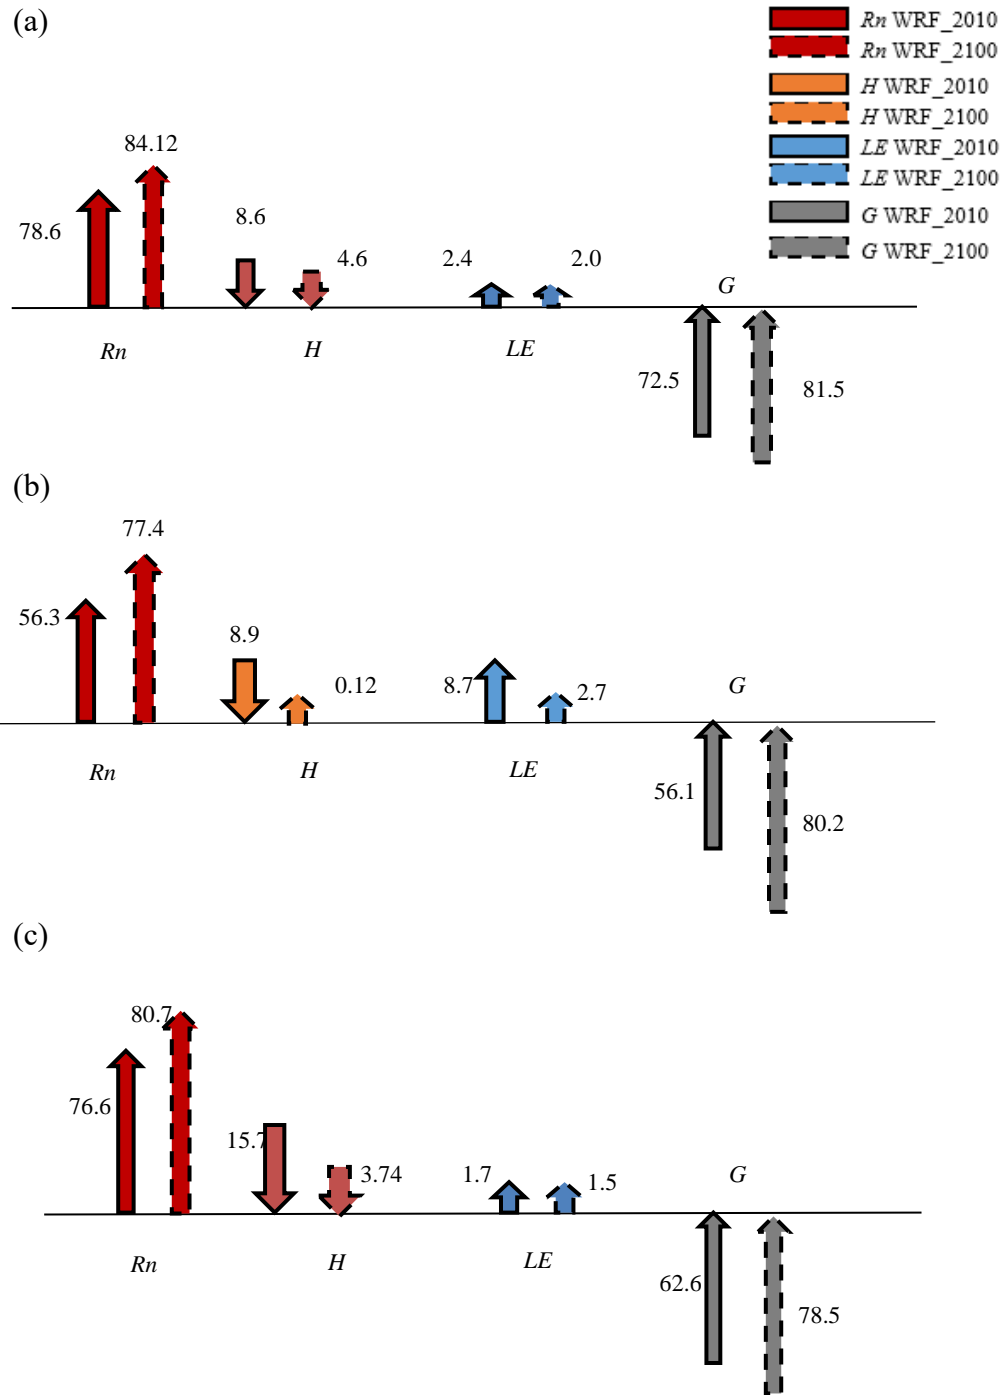 (a)
Rn WRF_2010
Rn WRF_2100
H WRF_2010
H WRF_2100
LE WRF_2010
LE WRF_2100
G WRF_2010
G WRF_2100
84.12
78.6
8.6
4.6
2.4
2.0
G
Rn
H
LE
72.5
81.5
(b)
77.4
56.3
8.9
0.12
8.7
2.7
G
Rn
H
LE
56.1
80.2
(c)
80.7
76.6
15.7
3.74
1.7
1.5
G
Rn
H
LE
62.6
78.5